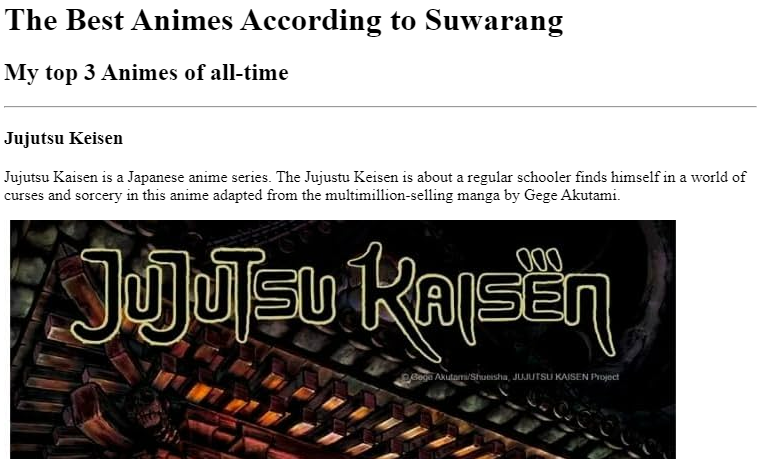 The Best Animes According to Suwarang
My top 3 Animes of all-time
Jujutsu Keisen
Jujutsu Kaisen is a Japanese anime series. The Jujustu Keisen is about a regular schooler finds himself in a world of
curses and sorcery in this anime adapted from the multimillion-selling manga by Gege Akutami.
JUJUTSU KAISEN
© Gege Akutami/Shueisha, JUJUTSU KAISEN Project